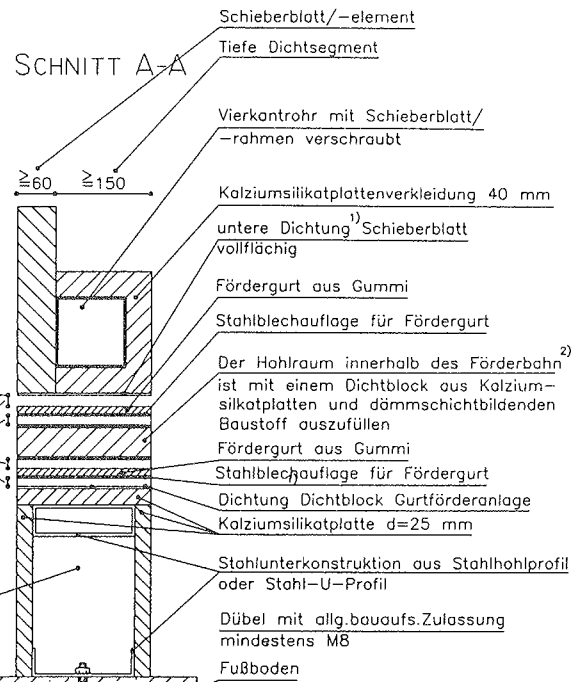 Schieberblatt/-element
SCHNITT A-A
Tiefe Dichtsegment
Vierkantrohr mit Schieberblatt/
-rahmen verschraubt
≧60 ≧150
Kalziumsilikatplattenverkleidung 40 mm
untere Dichtung 1) Schieberblatt
vollflächig
Fördergurt aus Gummi
Stahlblechauflage für Fördergurt
Der Hohlraum innerhalb des Förderbahn 2)
ist mit einem Dichtblock aus Kalzium-
silkatplatten und dämmschichtbildenden
Baustoff auszufüllen
Fördergurt aus Gummi
Stahlblechauflage für Fördergurt
1)
Dichtung Dichtblock Gurtförderanlage
Kalziumsilikatplatte d=25 mm
Stahlunterkonstruktion aus Stahlhohlprofil
oder Stahl-U-Profil
Dübel mit allg.bauaufs.Zulassung
mindestens M8
Fußboden